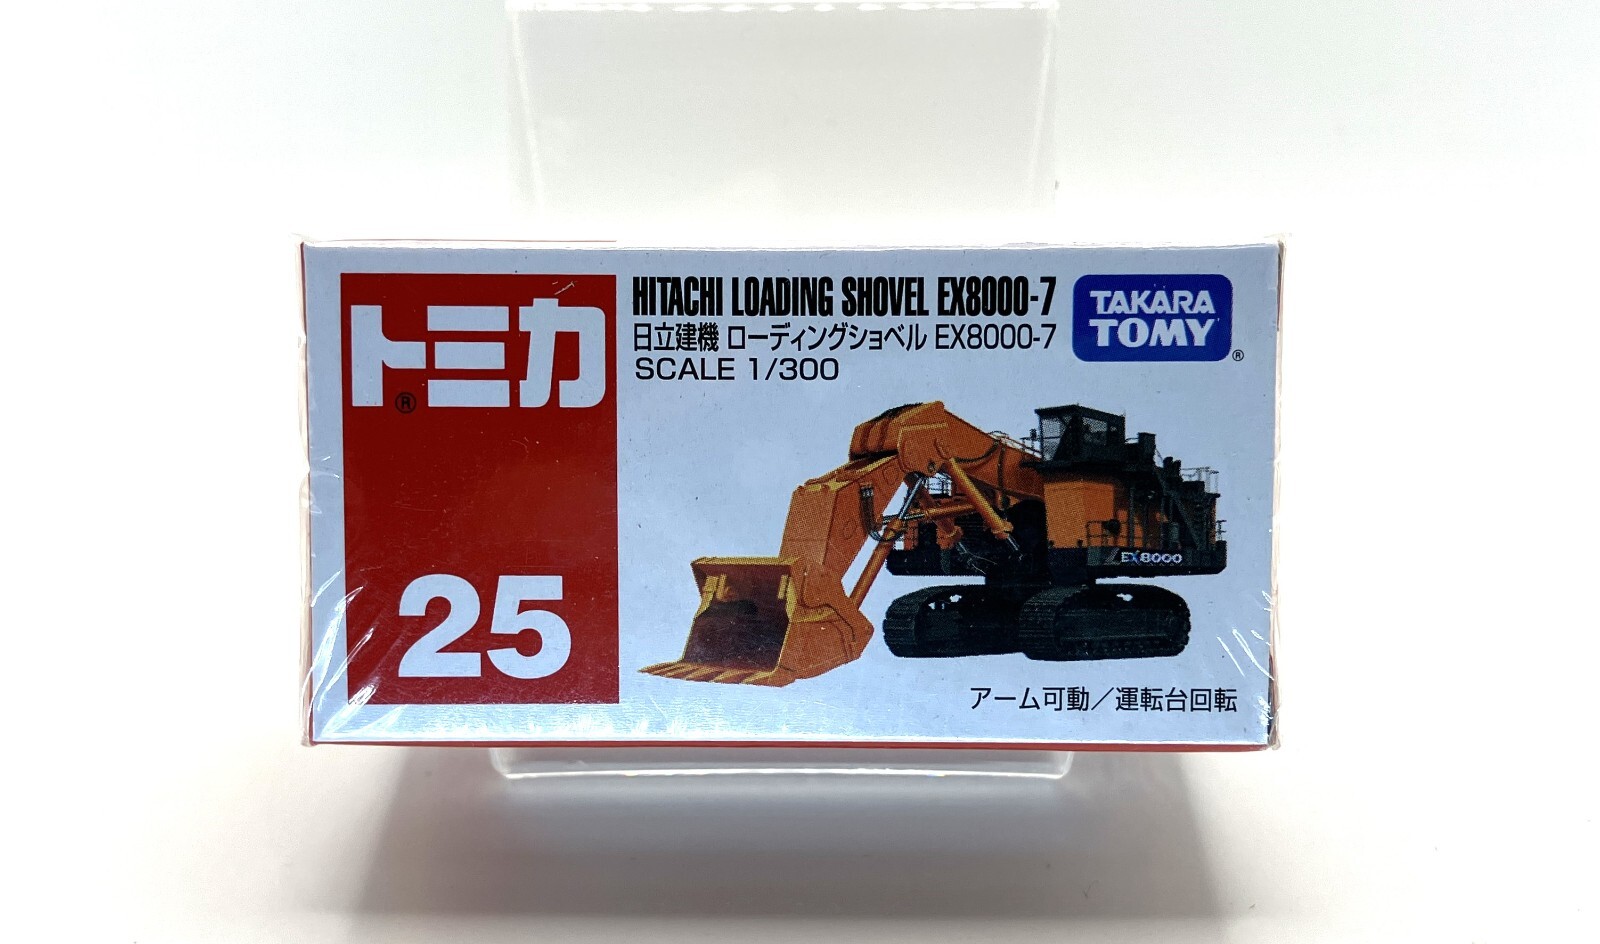 トミカ
®
25
HITACHI LOADING SHOVEL EX8000-7
日立建機 ローディングショベル EX8000-7
SCALE 1/300
TAKARA
TOMY
®
EX8000
アーム可動／運転台回転